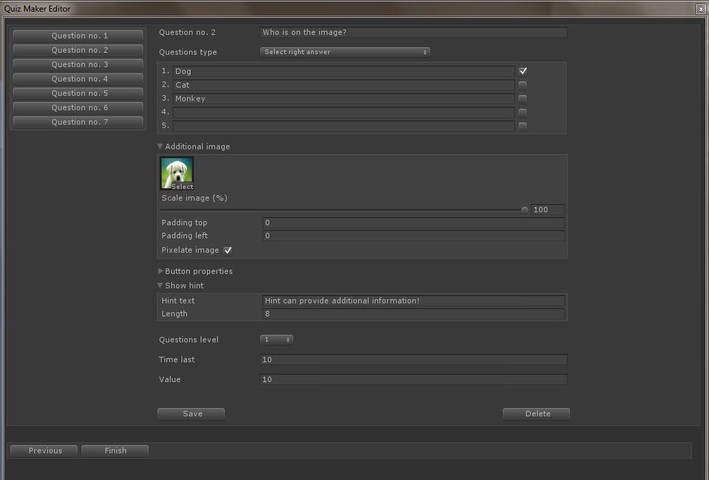 Quiz Maker Editor
x
Question no. 1
Question no. 2
Question no. 3
Question no. 4
Question no. 5
Question no. 6
Question no. 7
Question no. 2 Who is on the image?
Questions type Select right answer
1. Dog
2. Cat
3. Monkey
4.
5.
Additional image
Select
Scale image (%)
100
Padding top 0
Padding left 0
Pixelate image
Button properties
Show hint
Hint text Hint can provide additional information!
Length 8
Questions level 1
Time last 10
Value 10
Save Delete
Previous Finish